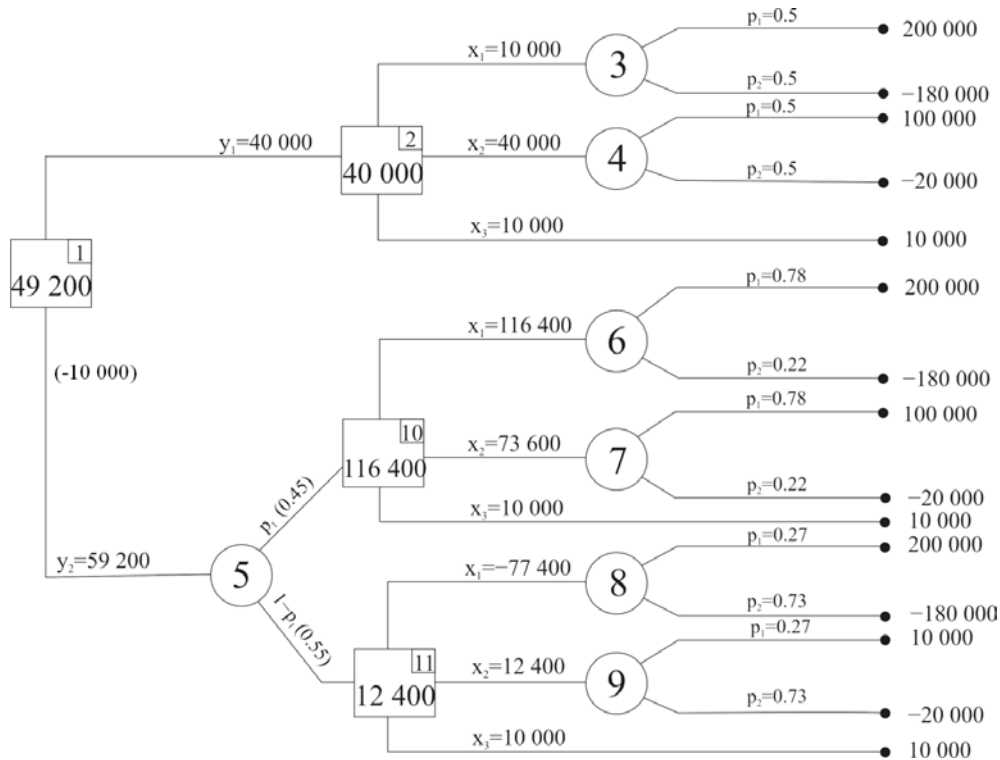 p₁=0.5
200 000
x₁=10 000
3
p₂=0.5
−180 000
p₁=0.5
100 000
y₁=40 000
2
40 000
x₂=40 000
4
p₂=0.5
−20 000
x₃=10 000
10 000
1
49 200
p₁=0.78
200 000
x₁=116 400
6
(-10 000)
p₂=0.22
−180 000
p₁=0.78
100 000
10
116 400
x₂=73 600
7
p₂=0.22
−20 000
p₁ (0.45)
x₃=10 000
10 000
p₁=0.27
200 000
y₂=59 200
5
x₁=−77 400
8
p₂=0.73
−180 000
1−p₁ (0.55)
p₁=0.27
10 000
11
12 400
x₂=12 400
9
p₂=0.73
−20 000
x₃=10 000
10 000